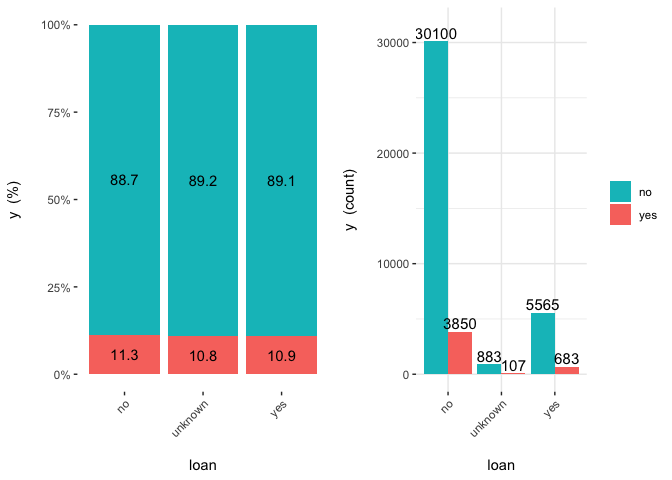 100%
75%
50%
25%
0%
y (%)
88.7
89.2
89.1
11.3
10.8
10.9
no
unknown
yes
loan
30000
20000
10000
0
y (count)
30100
3850
883
107
5565
683
no
unknown
yes
loan
no
yes